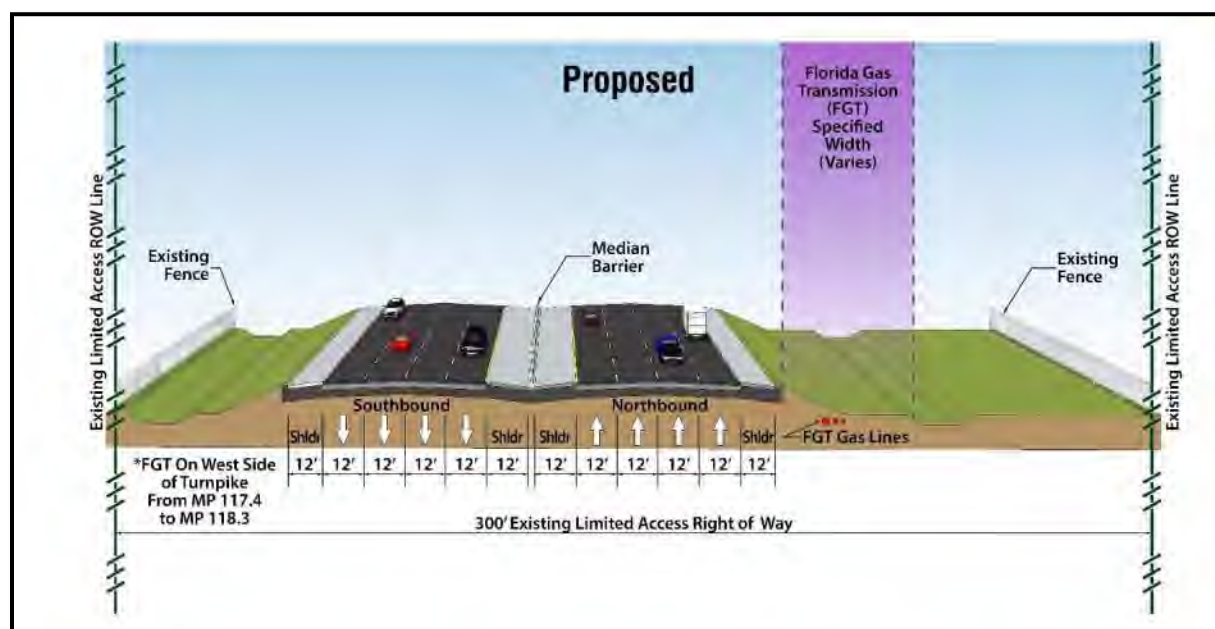 Proposed
Florida Gas
Transmission
(FGT)
Specified
Width
(Varies)
Existing Limited Access ROW Line
Existing
Fence
Median
Barrier
Existing
Fence
Existing Limited Access ROW Line
Southbound
Northbound
Shldr Shldr Shldr Shldr
FGT Gas Lines
12' 12' 12' 12' 12' 12' 12' 12' 12' 12' 12' 12'
*FGT On West Side
of Turnpike
From MP 117.4
to MP 118.3
300' Existing Limited Access Right of Way